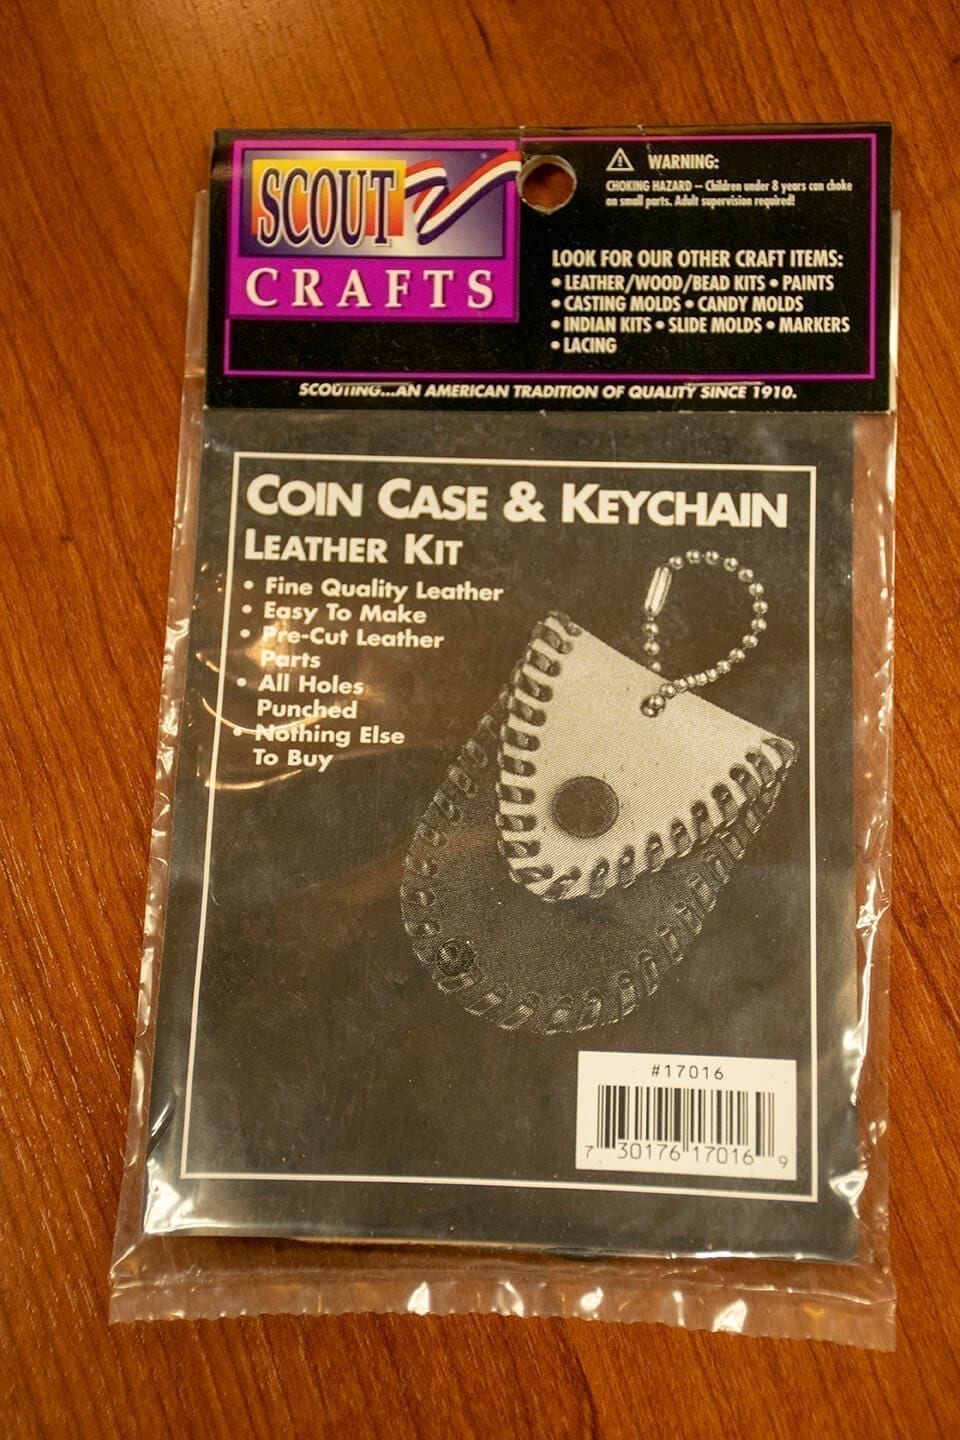 SCOUT
CRAFTS
WARNING:
CHOKING HAZARD -- Children under 8 years can choke
on small parts. Adult supervision required!
LOOK FOR OUR OTHER CRAFT ITEMS:
• LEATHER/WOOD/BEAD KITS • PAINTS
• CASTING MOLDS • CANDY MOLDS
• INDIAN KITS • SLIDE MOLDS • MARKERS
• LACING
SCOUTING...AN AMERICAN TRADITION OF QUALITY SINCE 1910.
COIN CASE & KEYCHAIN
LEATHER KIT
• Fine Quality Leather
• Easy To Make
• Pre-Cut Leather
Parts
• All Holes
Punched
• Nothing Else
To Buy
#17016
7 30176 17016 9